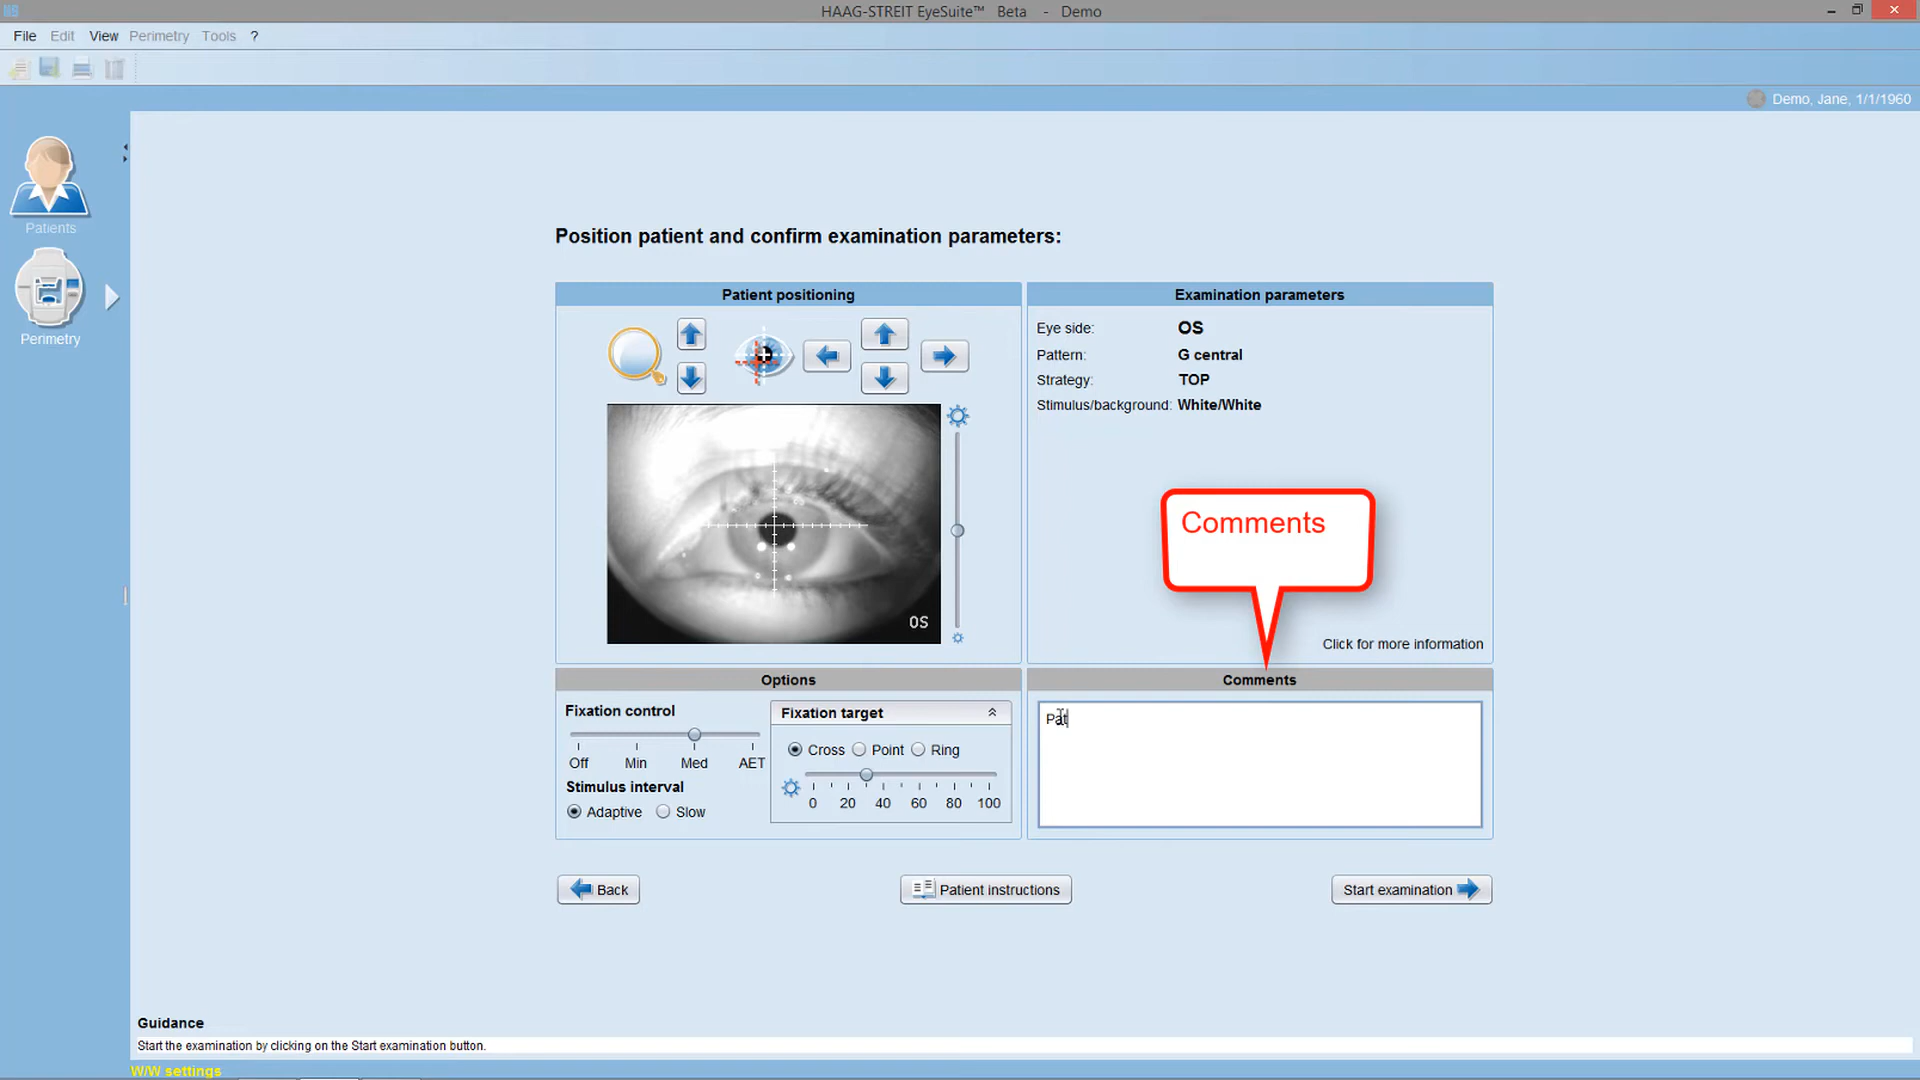 HAAG-STREIT EyeSuite™ Beta - Demo
File Edit View Perimetry Tools ?
Demo, Jane, 1/1/1960
Patients
Perimetry
Position patient and confirm examination parameters:
Patient positioning
OS
Examination parameters
Eye side: OS
Pattern: G central
Strategy: TOP
Stimulus/background: White/White
Comments
Click for more information
Options
Fixation control
Off Min Med AET
Stimulus interval
Adaptive Slow
Fixation target
Cross Point Ring
0 20 40 60 80 100
Comments
Pat
Back
Patient instructions
Start examination
Guidance
Start the examination by clicking on the Start examination button.
W/W settings